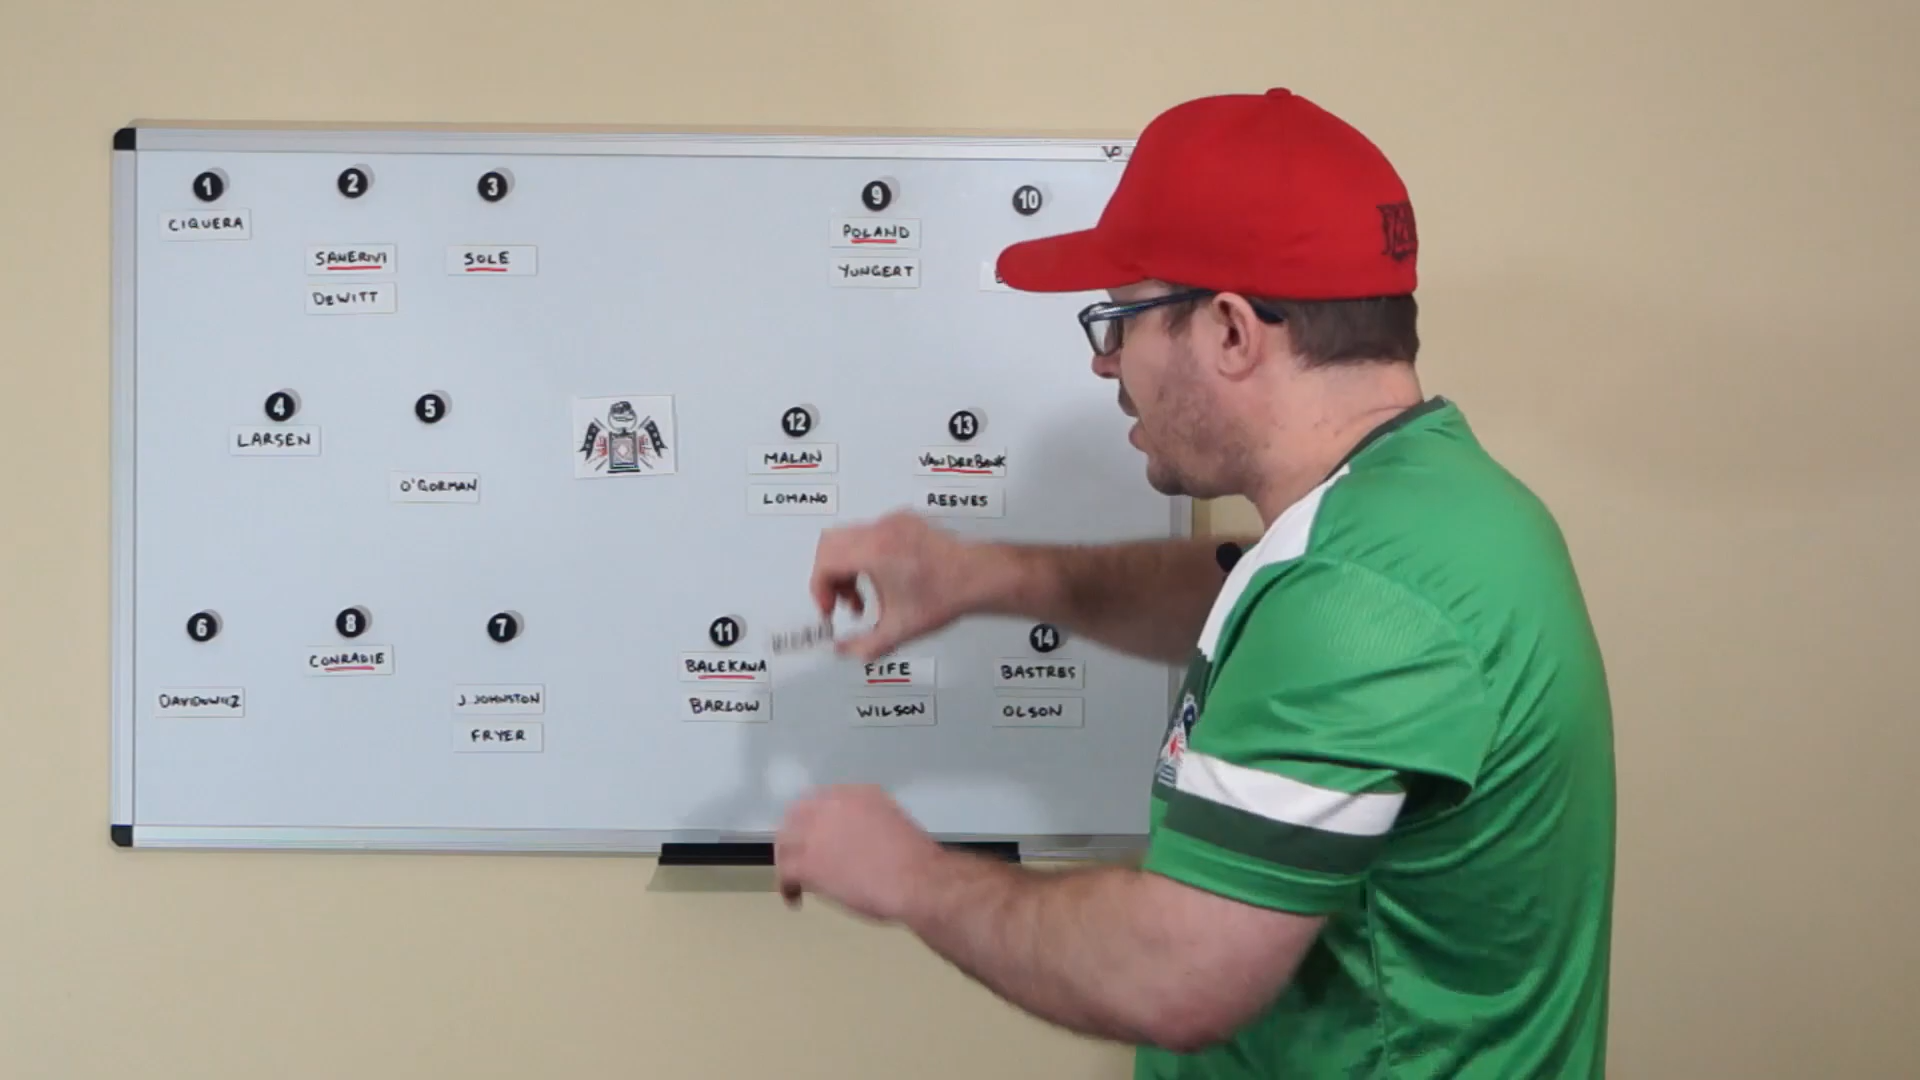 1
2
3
9
10
CIQUERA
SAUERIVI
SOLE
POLAND
DEWITT
YUNGERT
4
5
12
13
LARSEN
O'GORMAN
MALAN
VAN DER BANK
LOMANO
REEVES
6
8
7
11
14
DAVIDOWICZ
CONRADIE
J. JOHNSTON
BALEKANA
FIFE
BASTRES
FRYER
BARLOW
WILSON
OLSON